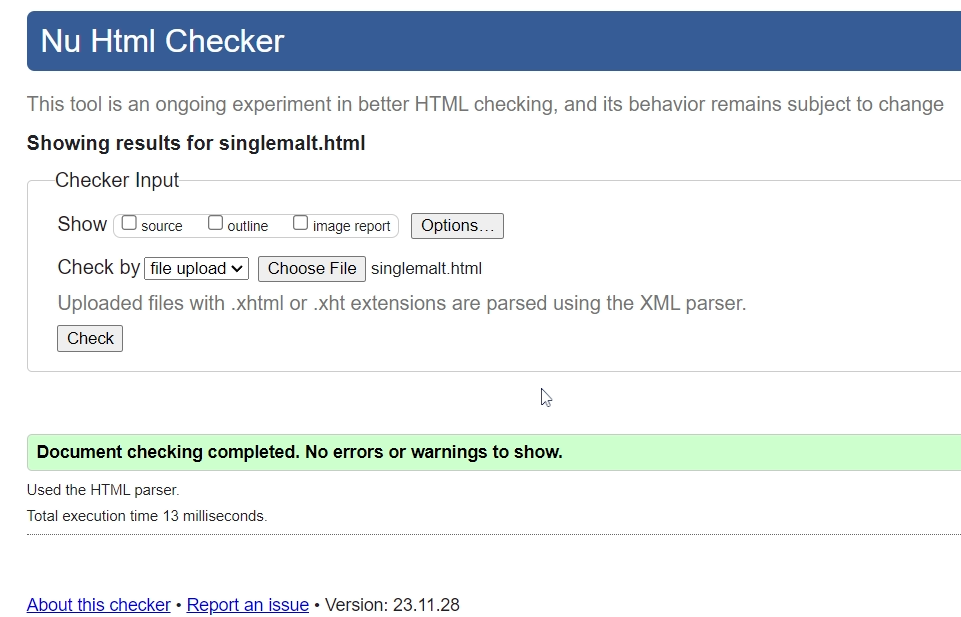 Nu Html Checker
This tool is an ongoing experiment in better HTML checking, and its behavior remains subject to change
Showing results for singlemalt.html
Checker Input
Show source outline image report Options...
Check by file upload Choose File singlemalt.html
Uploaded files with .xhtml or .xht extensions are parsed using the XML parser.
Check
Document checking completed. No errors or warnings to show.
Used the HTML parser.
Total execution time 13 milliseconds.
About this checker • Report an issue • Version: 23.11.28